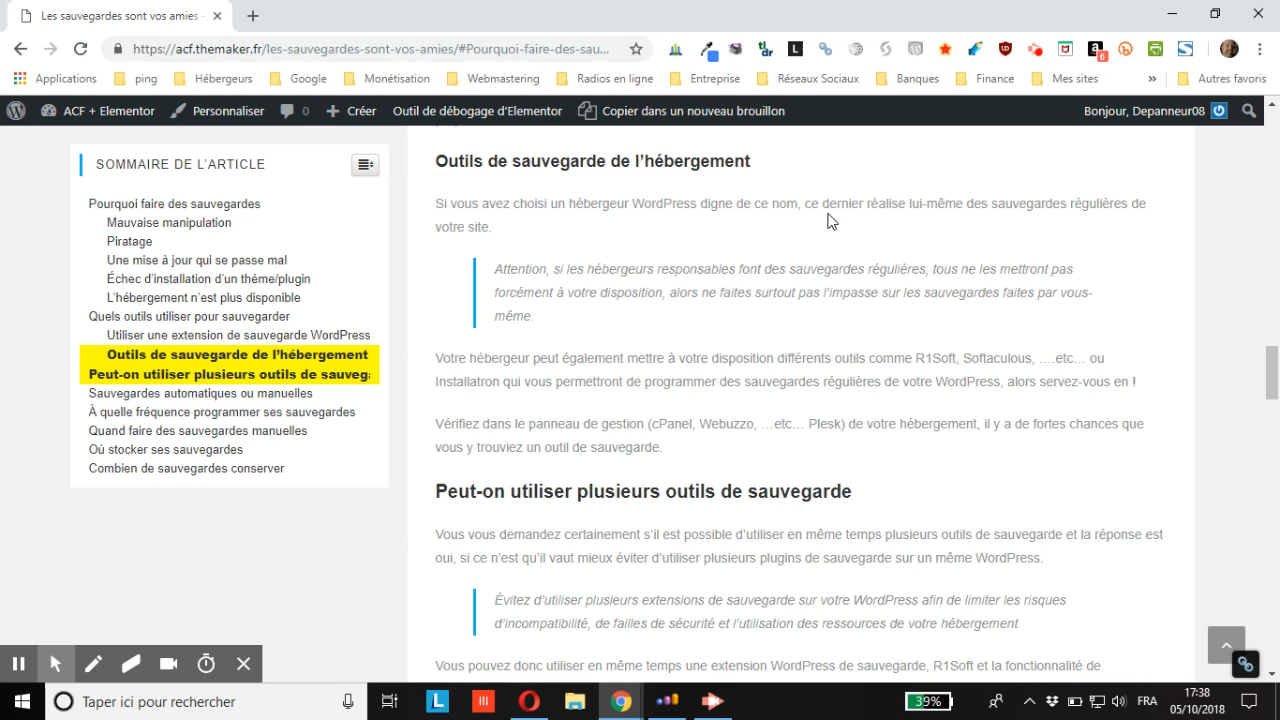 Les sauvegardes sont vos amies -
https://acf.themaker.fr/les-sauvegardes-sont-vos-amies/#Pourquoi-faire-des-sau...
Applications
ping
Hébergeurs
Google
Monétisation
Webmastering
Radios en ligne
Entreprise
Réseaux Sociaux
Banques
Finance
Mes sites
»
Autres favoris
ACF + Elementor
Personnaliser
0
Créer
Outil de débogage d'Elementor
Copier dans un nouveau brouillon
Bonjour, Depanneur08
SOMMAIRE DE L'ARTICLE
Pourquoi faire des sauvegardes
Mauvaise manipulation
Piratage
Une mise à jour qui se passe mal
Échec d'installation d'un thème/plugin
L'hébergement n'est plus disponible
Quels outils utiliser pour sauvegarder
Utiliser une extension de sauvegarde WordPress
Outils de sauvegarde de l'hébergement
Peut-on utiliser plusieurs outils de sauveg
Sauvegardes automatiques ou manuelles
À quelle fréquence programmer ses sauvegardes
Quand faire des sauvegardes manuelles
Où stocker ses sauvegardes
Combien de sauvegardes conserver
Outils de sauvegarde de l'hébergement
Si vous avez choisi un hébergeur WordPress digne de ce nom, ce dernier réalise lui-même des sauvegardes régulières de
votre site.
Attention, si les hébergeurs responsables font des sauvegardes régulières, tous ne les mettront pas
forcément à votre disposition, alors ne faites surtout pas l'impasse sur les sauvegardes faites par vous-
même.
Votre hébergeur peut également mettre à votre disposition différents outils comme R1Soft, Softaculous, ….etc… ou
Installatron qui vous permettront de programmer des sauvegardes régulières de votre WordPress, alors servez-vous en !
Vérifiez dans le panneau de gestion (cPanel, Webuzzo, …etc… Plesk) de votre hébergement, il y a de fortes chances que
vous y trouviez un outil de sauvegarde.
Peut-on utiliser plusieurs outils de sauvegarde
Vous vous demandez certainement s'il est possible d'utiliser en même temps plusieurs outils de sauvegarde et la réponse est
oui, si ce n'est qu'il vaut mieux éviter d'utiliser plusieurs plugins de sauvegarde sur un même WordPress.
Évitez d'utiliser plusieurs extensions de sauvegarde sur votre WordPress afin de limiter les risques
d'incompatibilité, de failles de sécurité et l'utilisation des ressources de votre hébergement
Vous pouvez donc utiliser en même temps une extension WordPress de sauvegarde, R1Soft et la fonctionnalité de
Taper ici pour rechercher
39%
FRA
17:38
05/10/2018